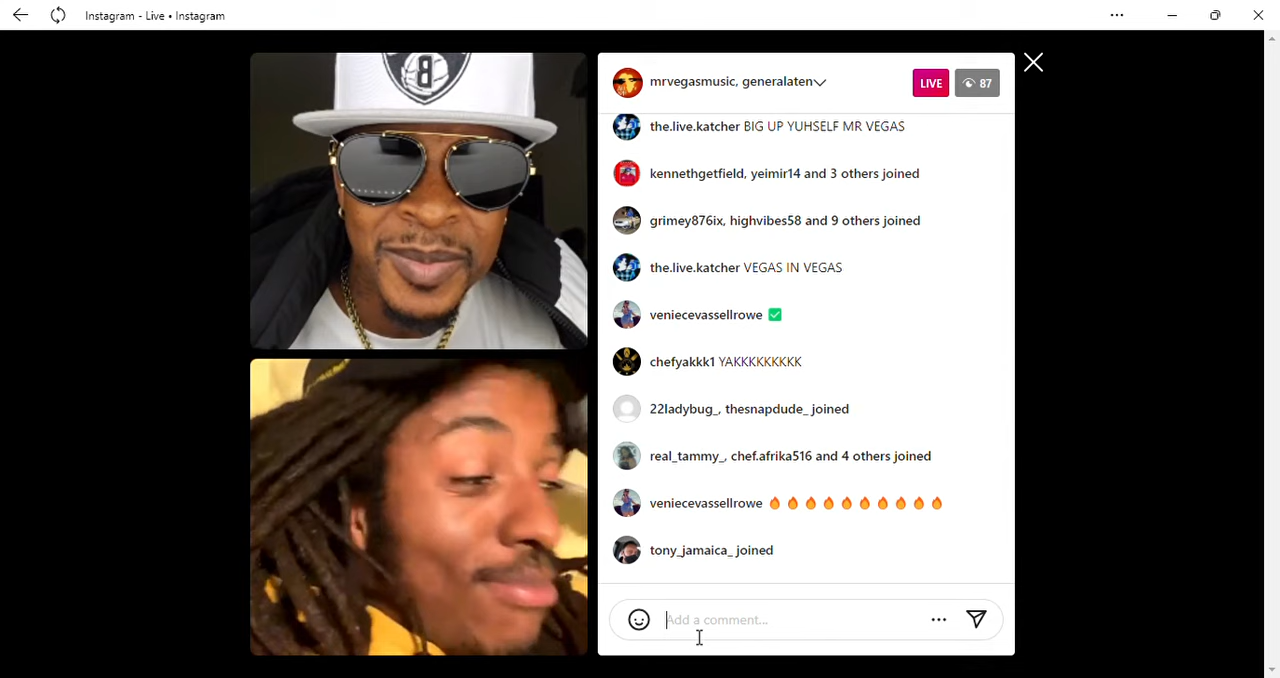 Instagram - Live • Instagram
B
mrvegasmusic, generalaten
LIVE
87
the.live.katcher BIG UP YUHSELF MR VEGAS
kennethgetfield, yeimir14 and 3 others joined
grimey876ix, highvibes58 and 9 others joined
the.live.katcher VEGAS IN VEGAS
veniecevassellrowe ✅
chefyakkk1 YAKKKKKKKKK
22ladybug_, thesnapdude_ joined
real_tammy_, chef.afrika516 and 4 others joined
veniecevassellrowe 🔥🔥🔥🔥🔥🔥🔥🔥🔥🔥
tony_jamaica_ joined
Add a comment...